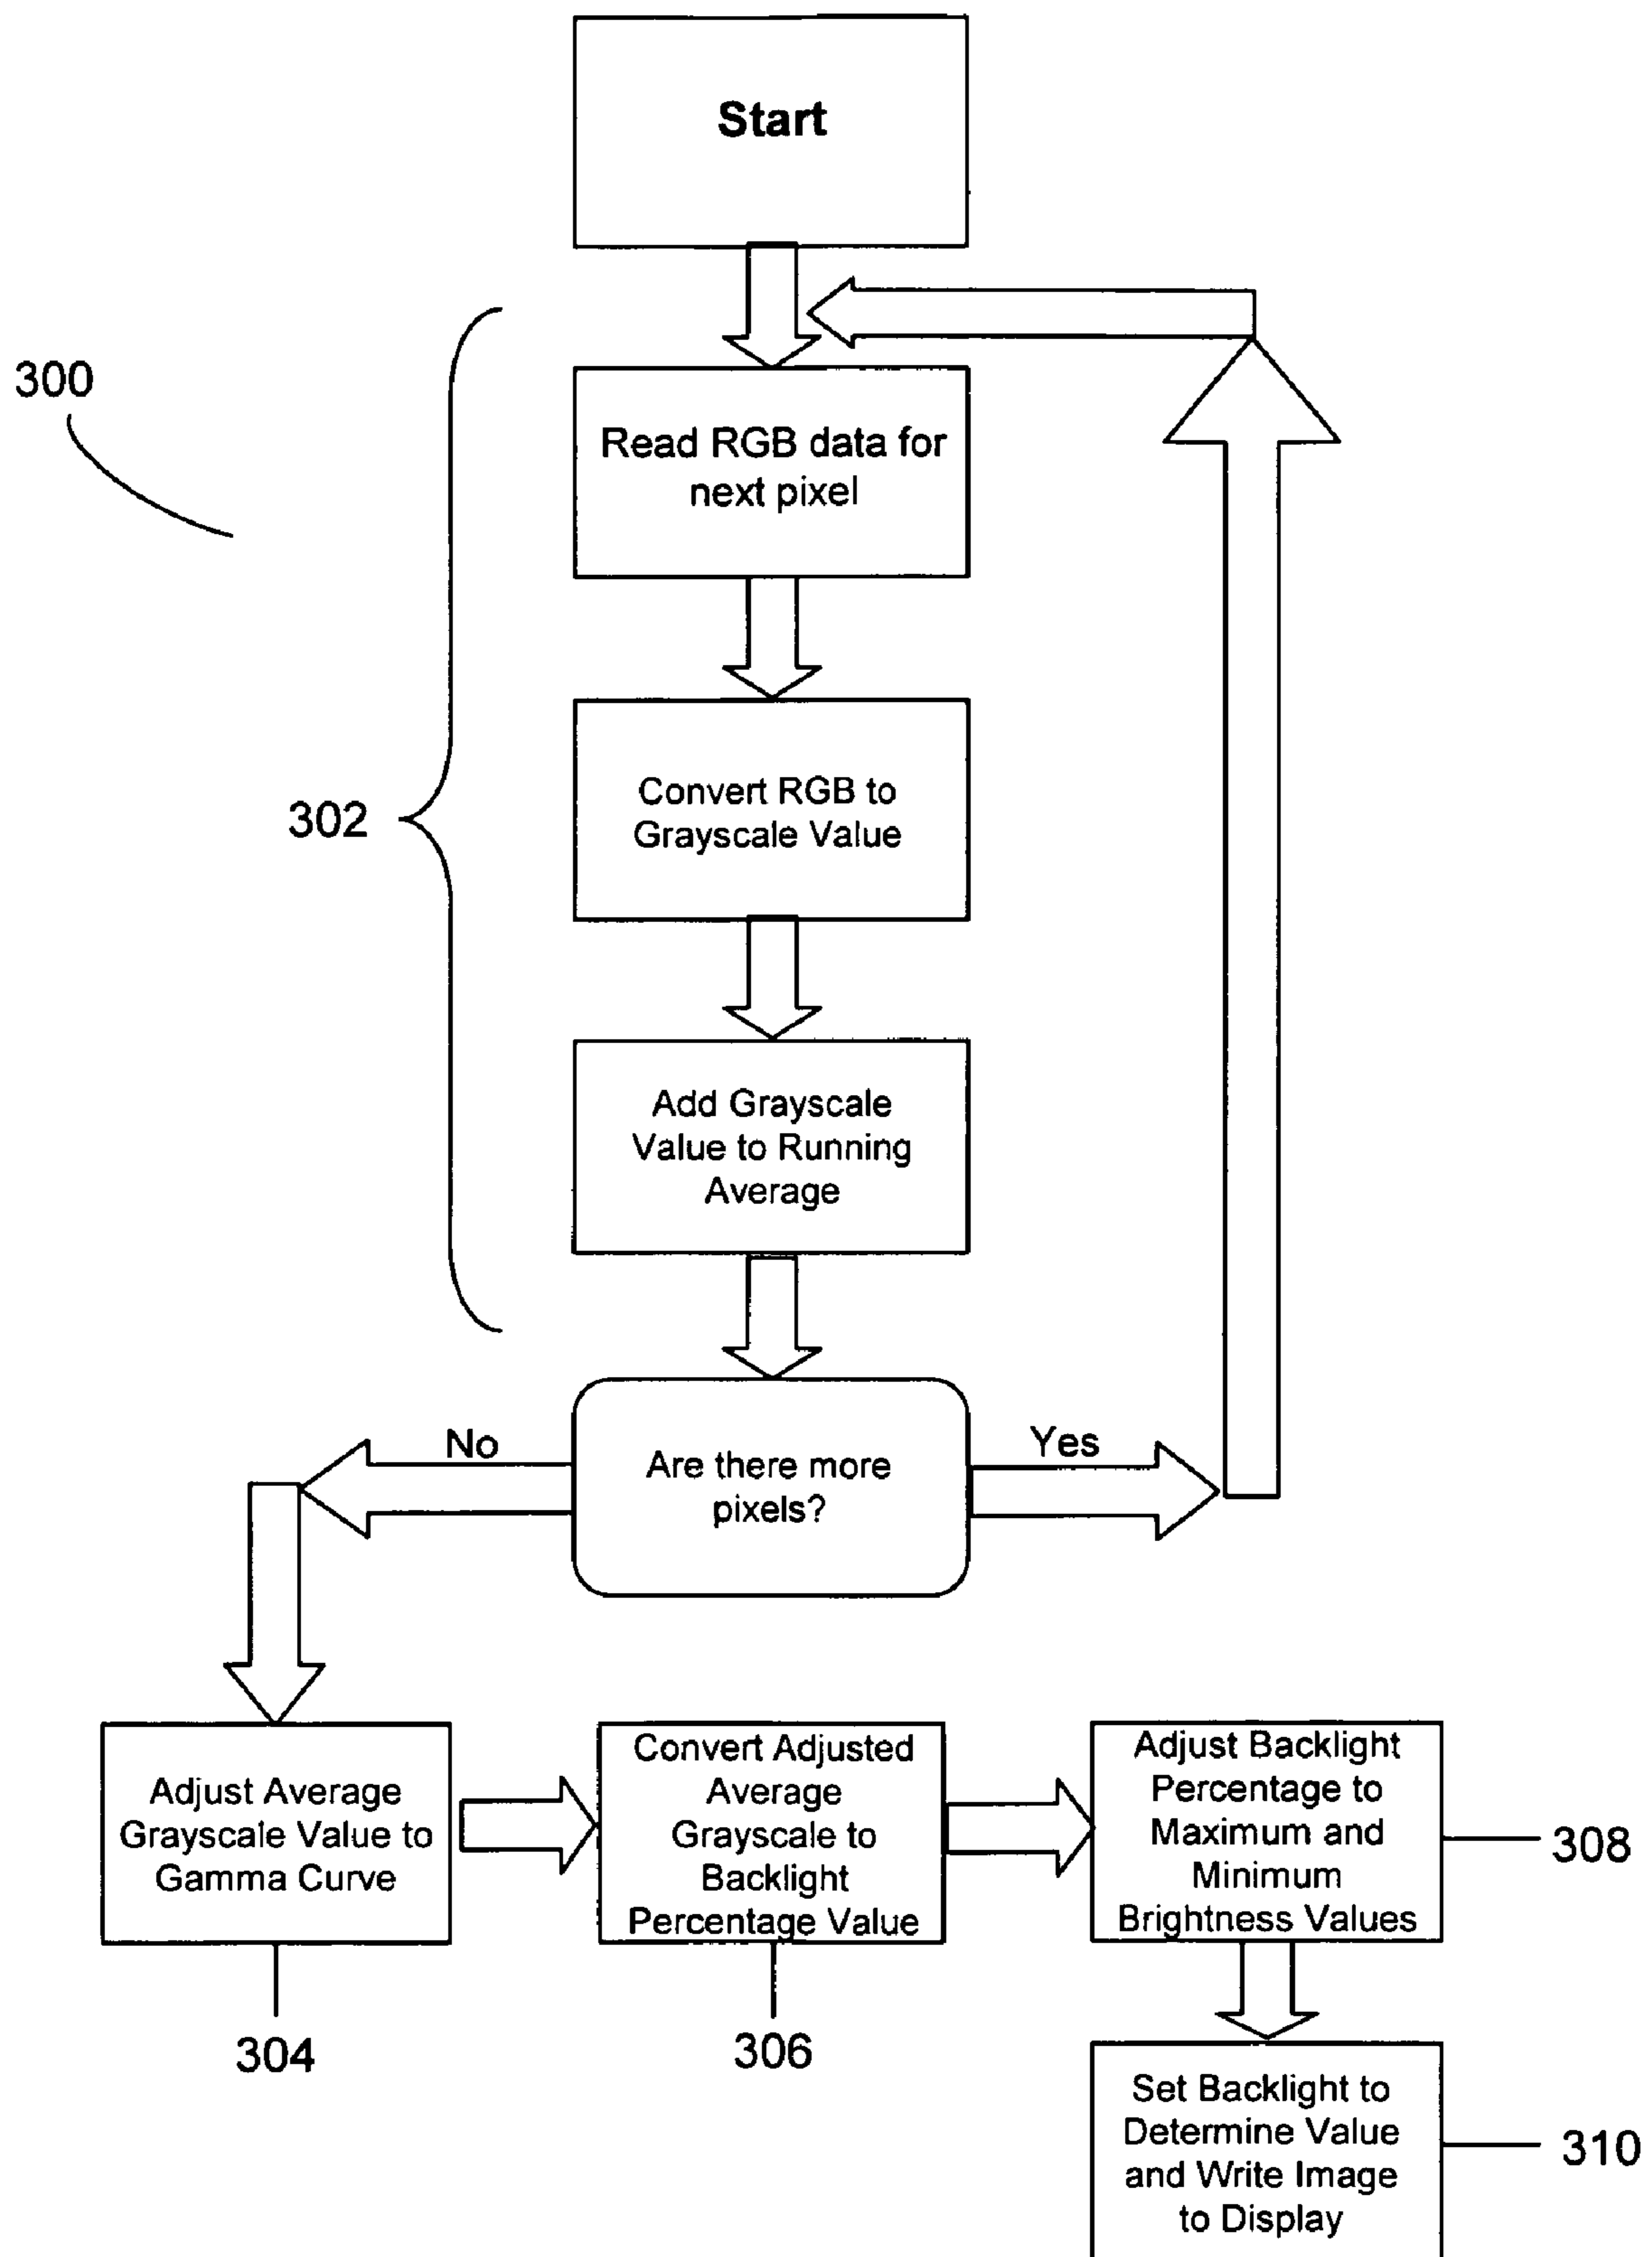 Start
300
Read RGB data for
next pixel
302
Convert RGB to
Grayscale Value
Add Grayscale
Value to Running
Average
No
Are there more
pixels?
Yes
Adjust Average
Grayscale Value to
Gamma Curve
304
Convert Adjusted
Average
Grayscale to
Backlight
Percentage Value
306
Adjust Backlight
Percentage to
Maximum and
Minimum
Brightness Values
308
Set Backlight to
Determine Value
and Write Image
to Display
310